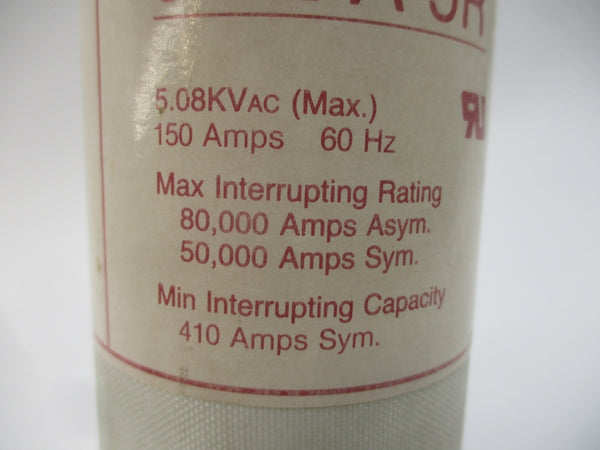 5.08KVAC (Max.)
150 Amps 60 Hz
Max Interrupting Rating
80,000 Amps Asym.
50,000 Amps Sym.
Min Interrupting Capacity
410 Amps Sym.